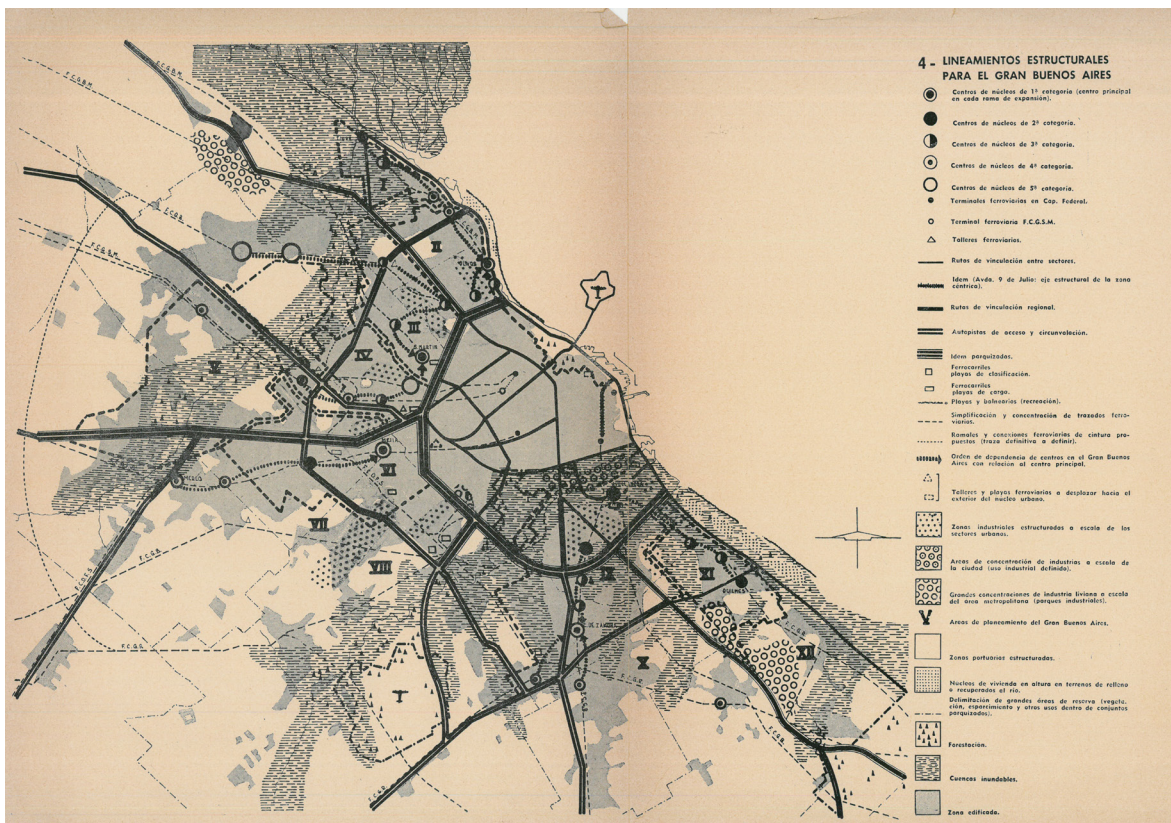 4 - LINEAMIENTOS ESTRUCTURALES
PARA EL GRAN BUENOS AIRES
Centros de núcleos de 1ª categoría (centro principal
en cada rama de expansión).
Centros de núcleos de 2ª categoría.
Centros de núcleos de 3ª categoría.
Centros de núcleos de 4ª categoría.
Centros de núcleos de 5ª categoría.
Terminales ferroviarias en Cap. Federal.
Terminal ferroviaria F.C.G.S.M.
Talleres ferroviarios.
Rutas de vinculación entre sectores.
Idem (Avda. 9 de Julio: eje estructural de la zona
céntrica).
Rutas de vinculación regional.
Autopistas de acceso y circunvalación.
Idem parquizadas.
Ferrocarriles
playas de clasificación.
Ferrocarriles
playas de carga.
Playas y balnearios (recreación).
Simplificación y concentración de trazados ferro-
viarios.
Ramales y conexiones ferroviarias de cintura pro-
puestos (traza definitiva a definir).
Orden de dependencia de centros en el Gran Buenos
Aires con relación al centro principal.
Talleres y playas ferroviarias a desplazar hacia el
exterior del núcleo urbano.
Zonas industriales estructuradas a escala de los
sectores urbanos.
Areas de concentración de industrias a escala de
la ciudad (uso industrial definido).
Grandes concentraciones de industria liviana a escala
del area metropolitana (parques industriales).
Areas de planeamiento del Gran Buenos Aires.
Zonas portuarias estructuradas.
Núcleos de vivienda en altura en terrenos de relleno
o recuperados al río.
Delimitación de grandes áreas de reserva (vegeta-
ción, esparcimiento y otros usos dentro de conjuntos
parquizados).
Forestación.
Cuencas inundables.
Zona edificada.
F.C.G.B.M.
F.C.G.B.M.
I
II
III
IV
V
VI
VII
VIII
X
XI
XII
S. MARTIN
MERLO
QUILMES
F.C.G.R.
F.C.G.R.
F.C.G.B.